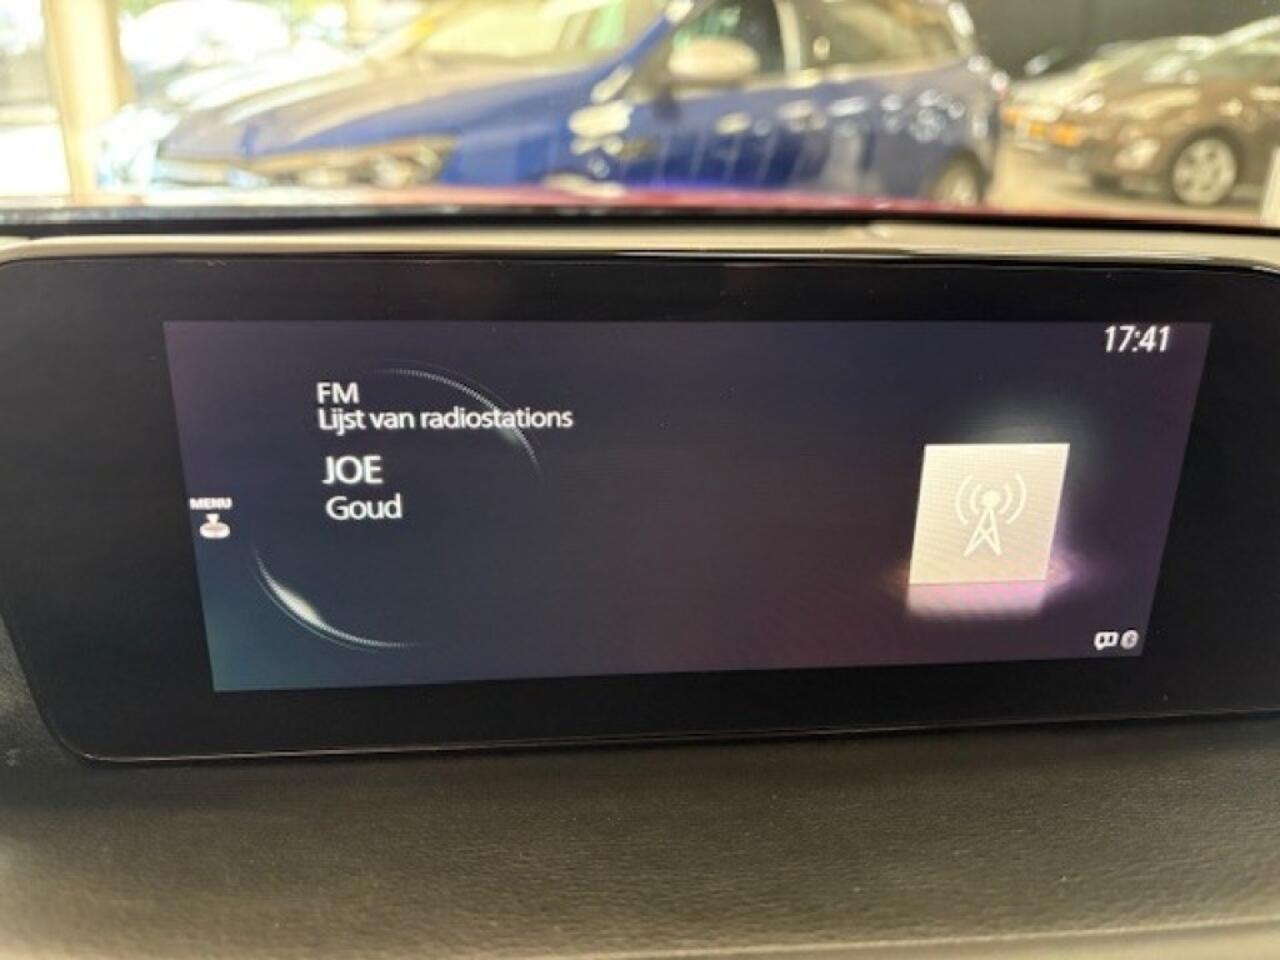 17:41
FM
Lijst van radiostations
JOE
Goud
MENU